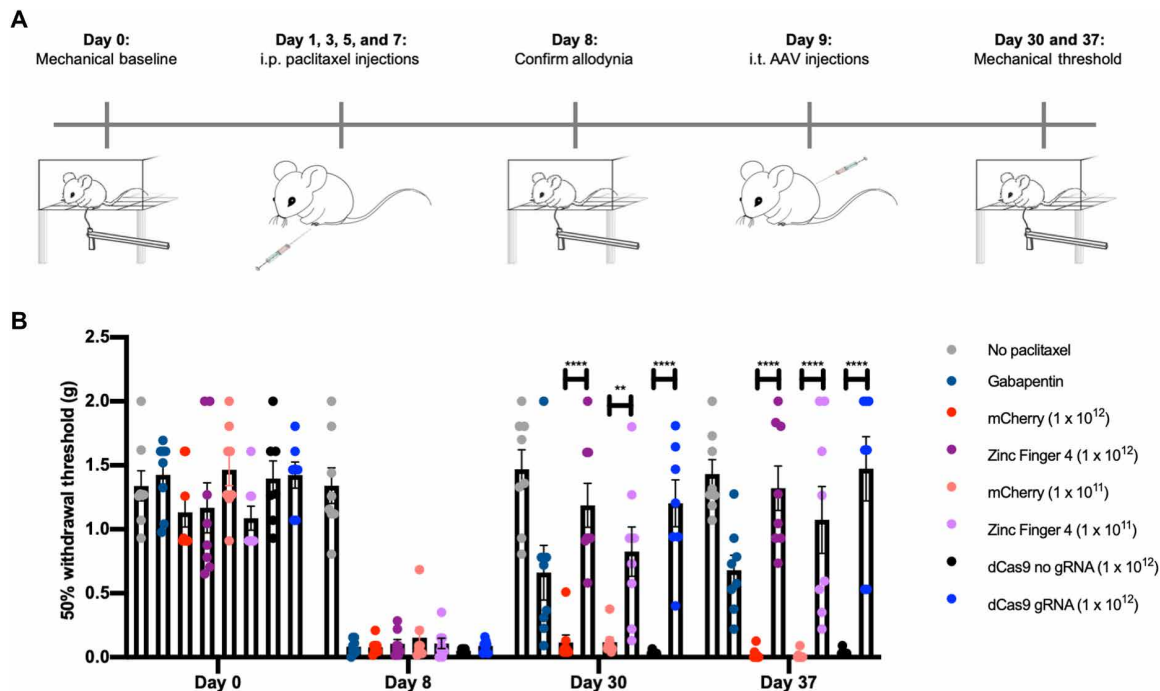 A
Day 0:
Mechanical baseline
Day 1, 3, 5, and 7:
i.p. paclitaxel injections
Day 8:
Confirm allodynia
Day 9:
i.t. AAV injections
Day 30 and 37:
Mechanical threshold
B
50% withdrawal threshold (g)
2.5
2.0
1.5
1.0
0.5
0.0
Day 0
Day 8
Day 30
Day 37
****
**
****
****
****
****
No paclitaxel
Gabapentin
mCherry (1 x 10¹²)
Zinc Finger 4 (1 x 10¹²)
mCherry (1 x 10¹¹)
Zinc Finger 4 (1 x 10¹¹)
dCas9 no gRNA (1 x 10¹²)
dCas9 gRNA (1 x 10¹²)